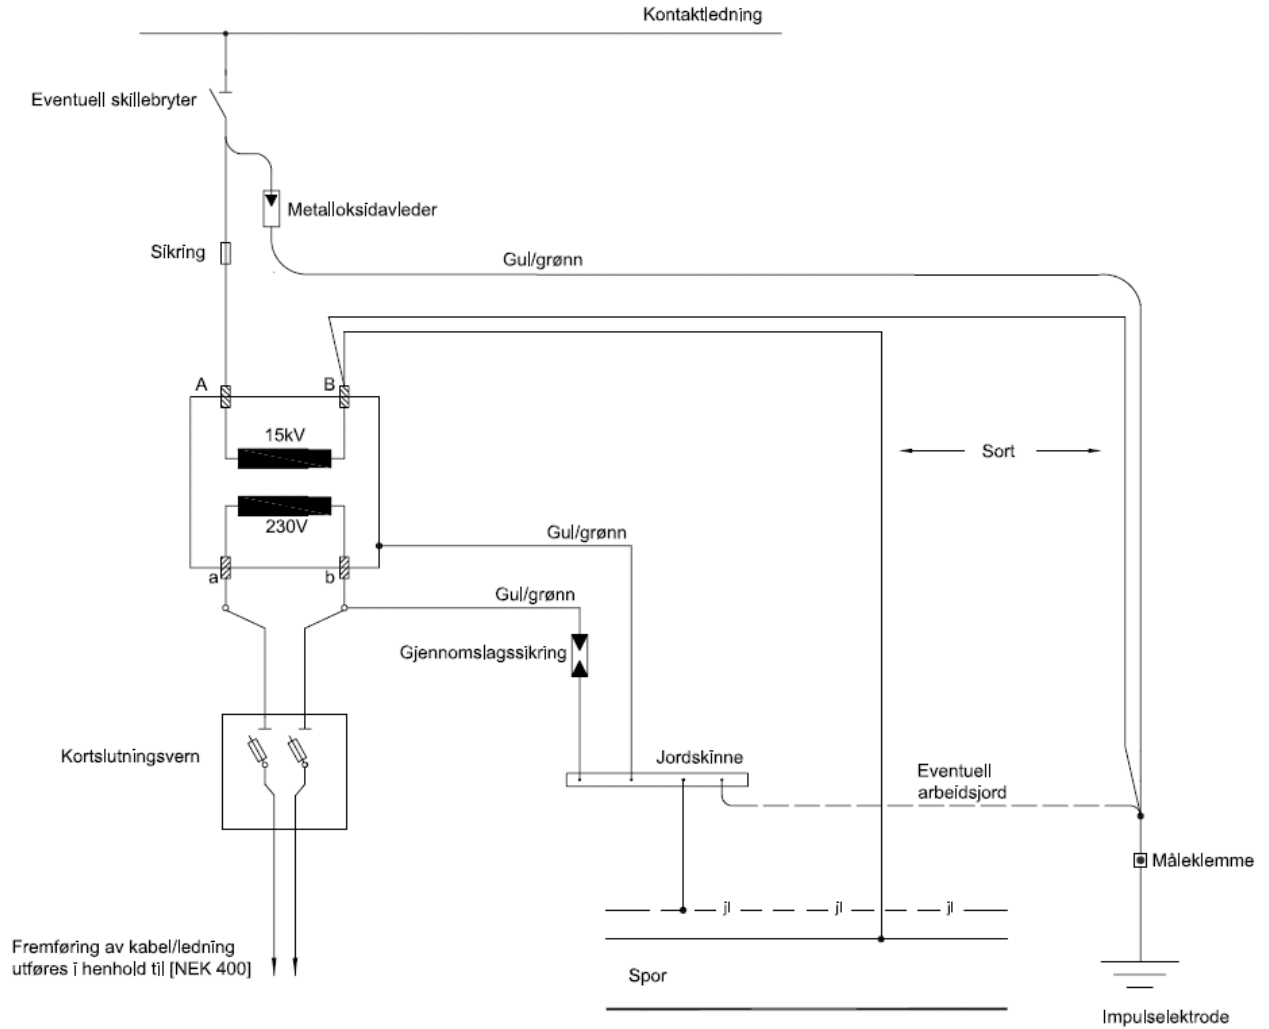 Kontaktledning
Eventuell skillebryter
Metalloksidavleder
Sikring
Gul/grønn
A
B
15kV
Sort
230V
Gul/grønn
a
b
Gul/grønn
Gjennomslagssikring
Kortslutningsvern
Jordskinne
Eventuell
arbeidsjord
Måleklemme
jl
jl
jl
Fremføring av kabel/ledning
utføres i henhold til [NEK 400]
Spor
Impulselektrode